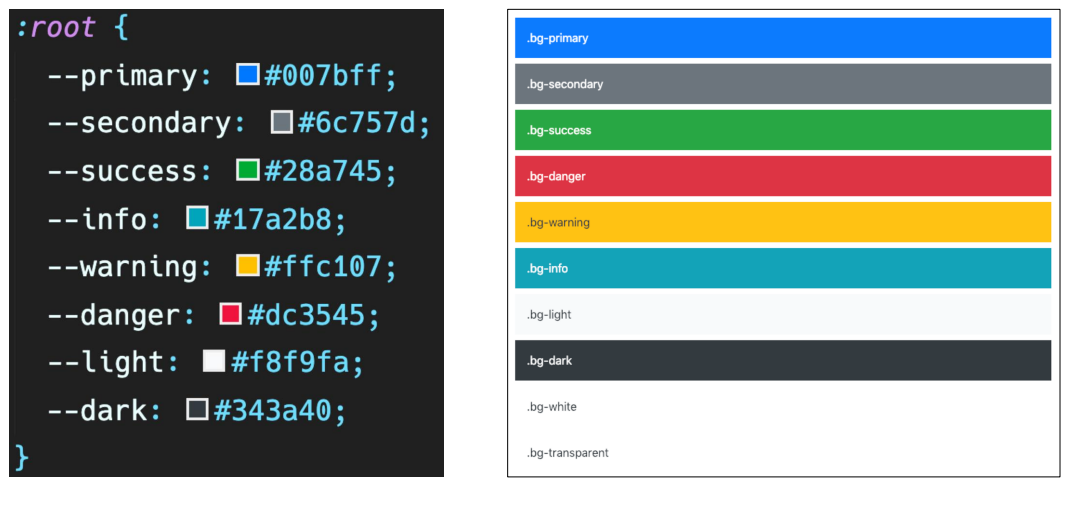 :root {
--primary: #007bff;
--secondary: #6c757d;
--success: #28a745;
--info: #17a2b8;
--warning: #ffc107;
--danger: #dc3545;
--light: #f8f9fa;
--dark: #343a40;
}
.bg-primary
.bg-secondary
.bg-success
.bg-danger
.bg-warning
.bg-info
.bg-light
.bg-dark
.bg-white
.bg-transparent